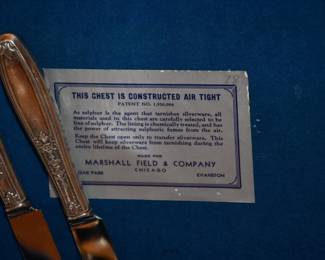 THIS CHEST IS CONSTRUCTED AIR TIGHT
PATENT NO.
As sulphur is the agent that tarnishes silverware, all
materials used in this chest are carefully selected to be
free of sulphur. The lining is chemically treated, and has
the power of attracting sulphuric fumes from the air.
Keep the Chest open only to transfer silverware. This
Chest will keep silverware from tarnishing during the
entire lifetime of the Chest.
MADE FOR
MARSHALL FIELD & COMPANY
CHICAGO
OAK PARK EVANSTON